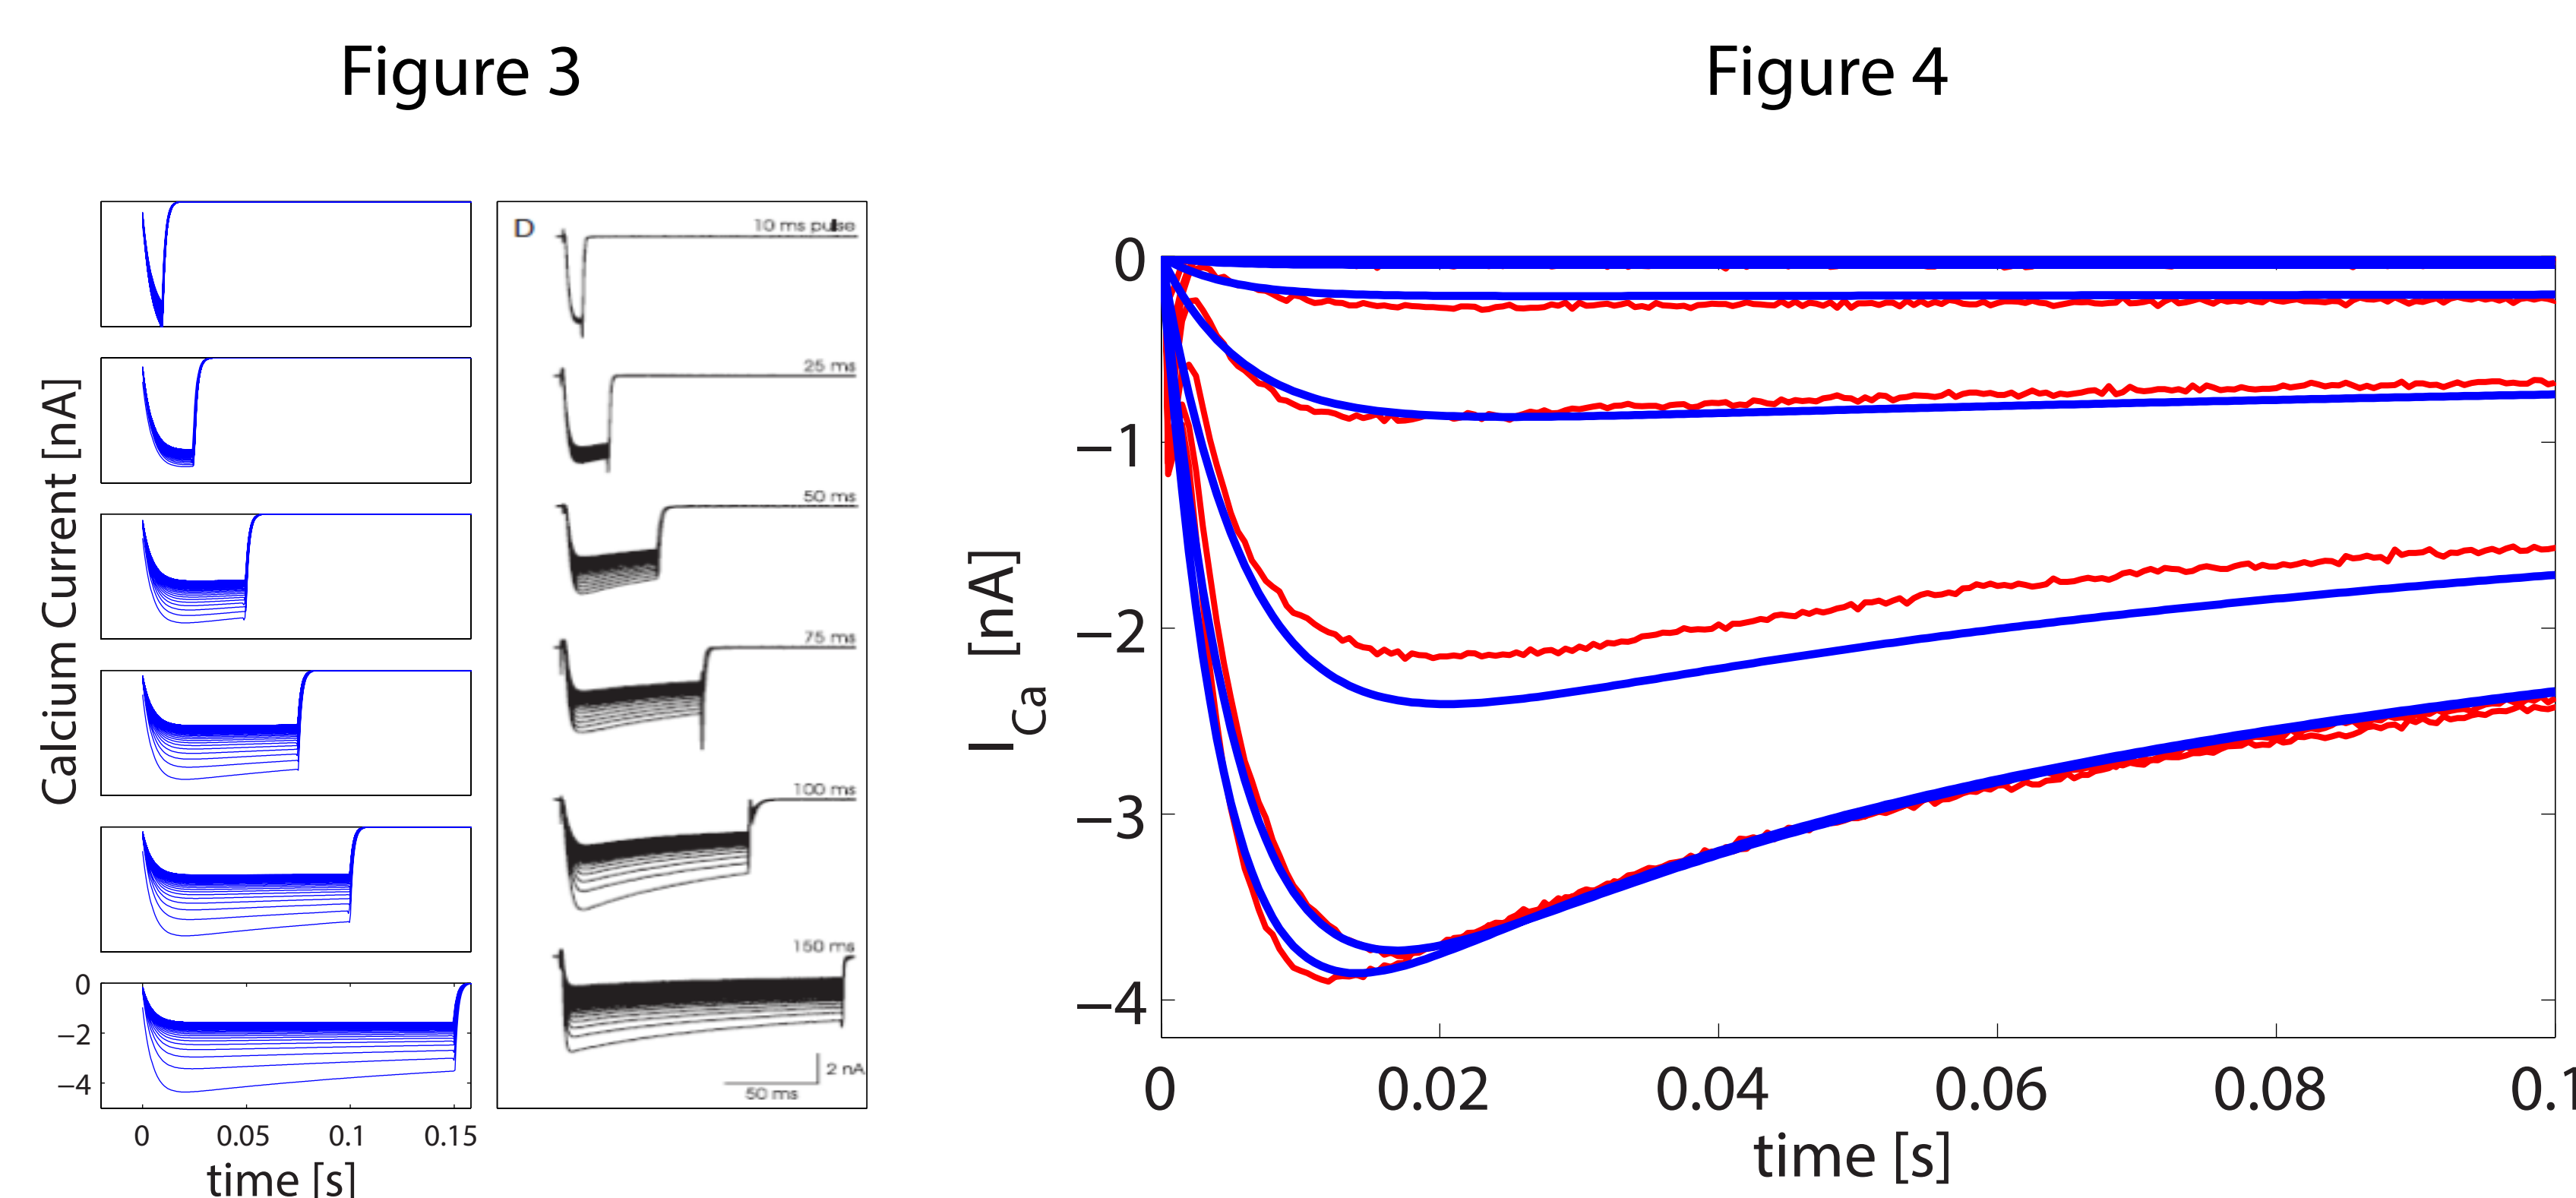 Figure 3
Figure 4
Calcium Current [nA]
D
10 ms pulse
25 ms
50 ms
75 ms
100 ms
150 ms
2 nA
50 ms
0
−2
−4
0
0.05
0.1
0.15
time [s]
I_Ca [nA]
0
−1
−2
−3
−4
0
0.02
0.04
0.06
0.08
0.1
time [s]